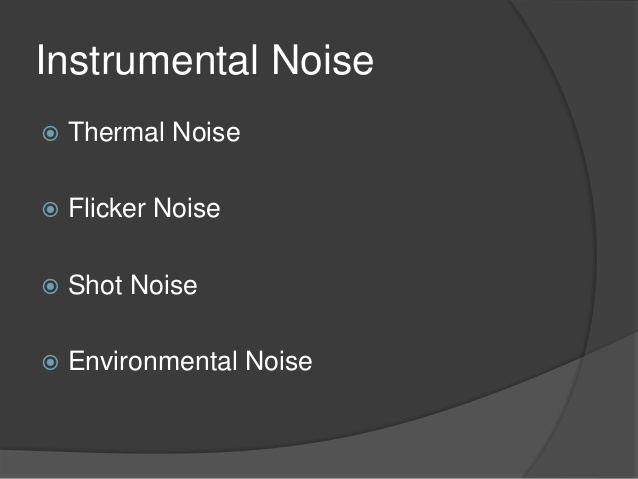 Instrumental Noise
Thermal Noise
Flicker Noise
Shot Noise
Environmental Noise